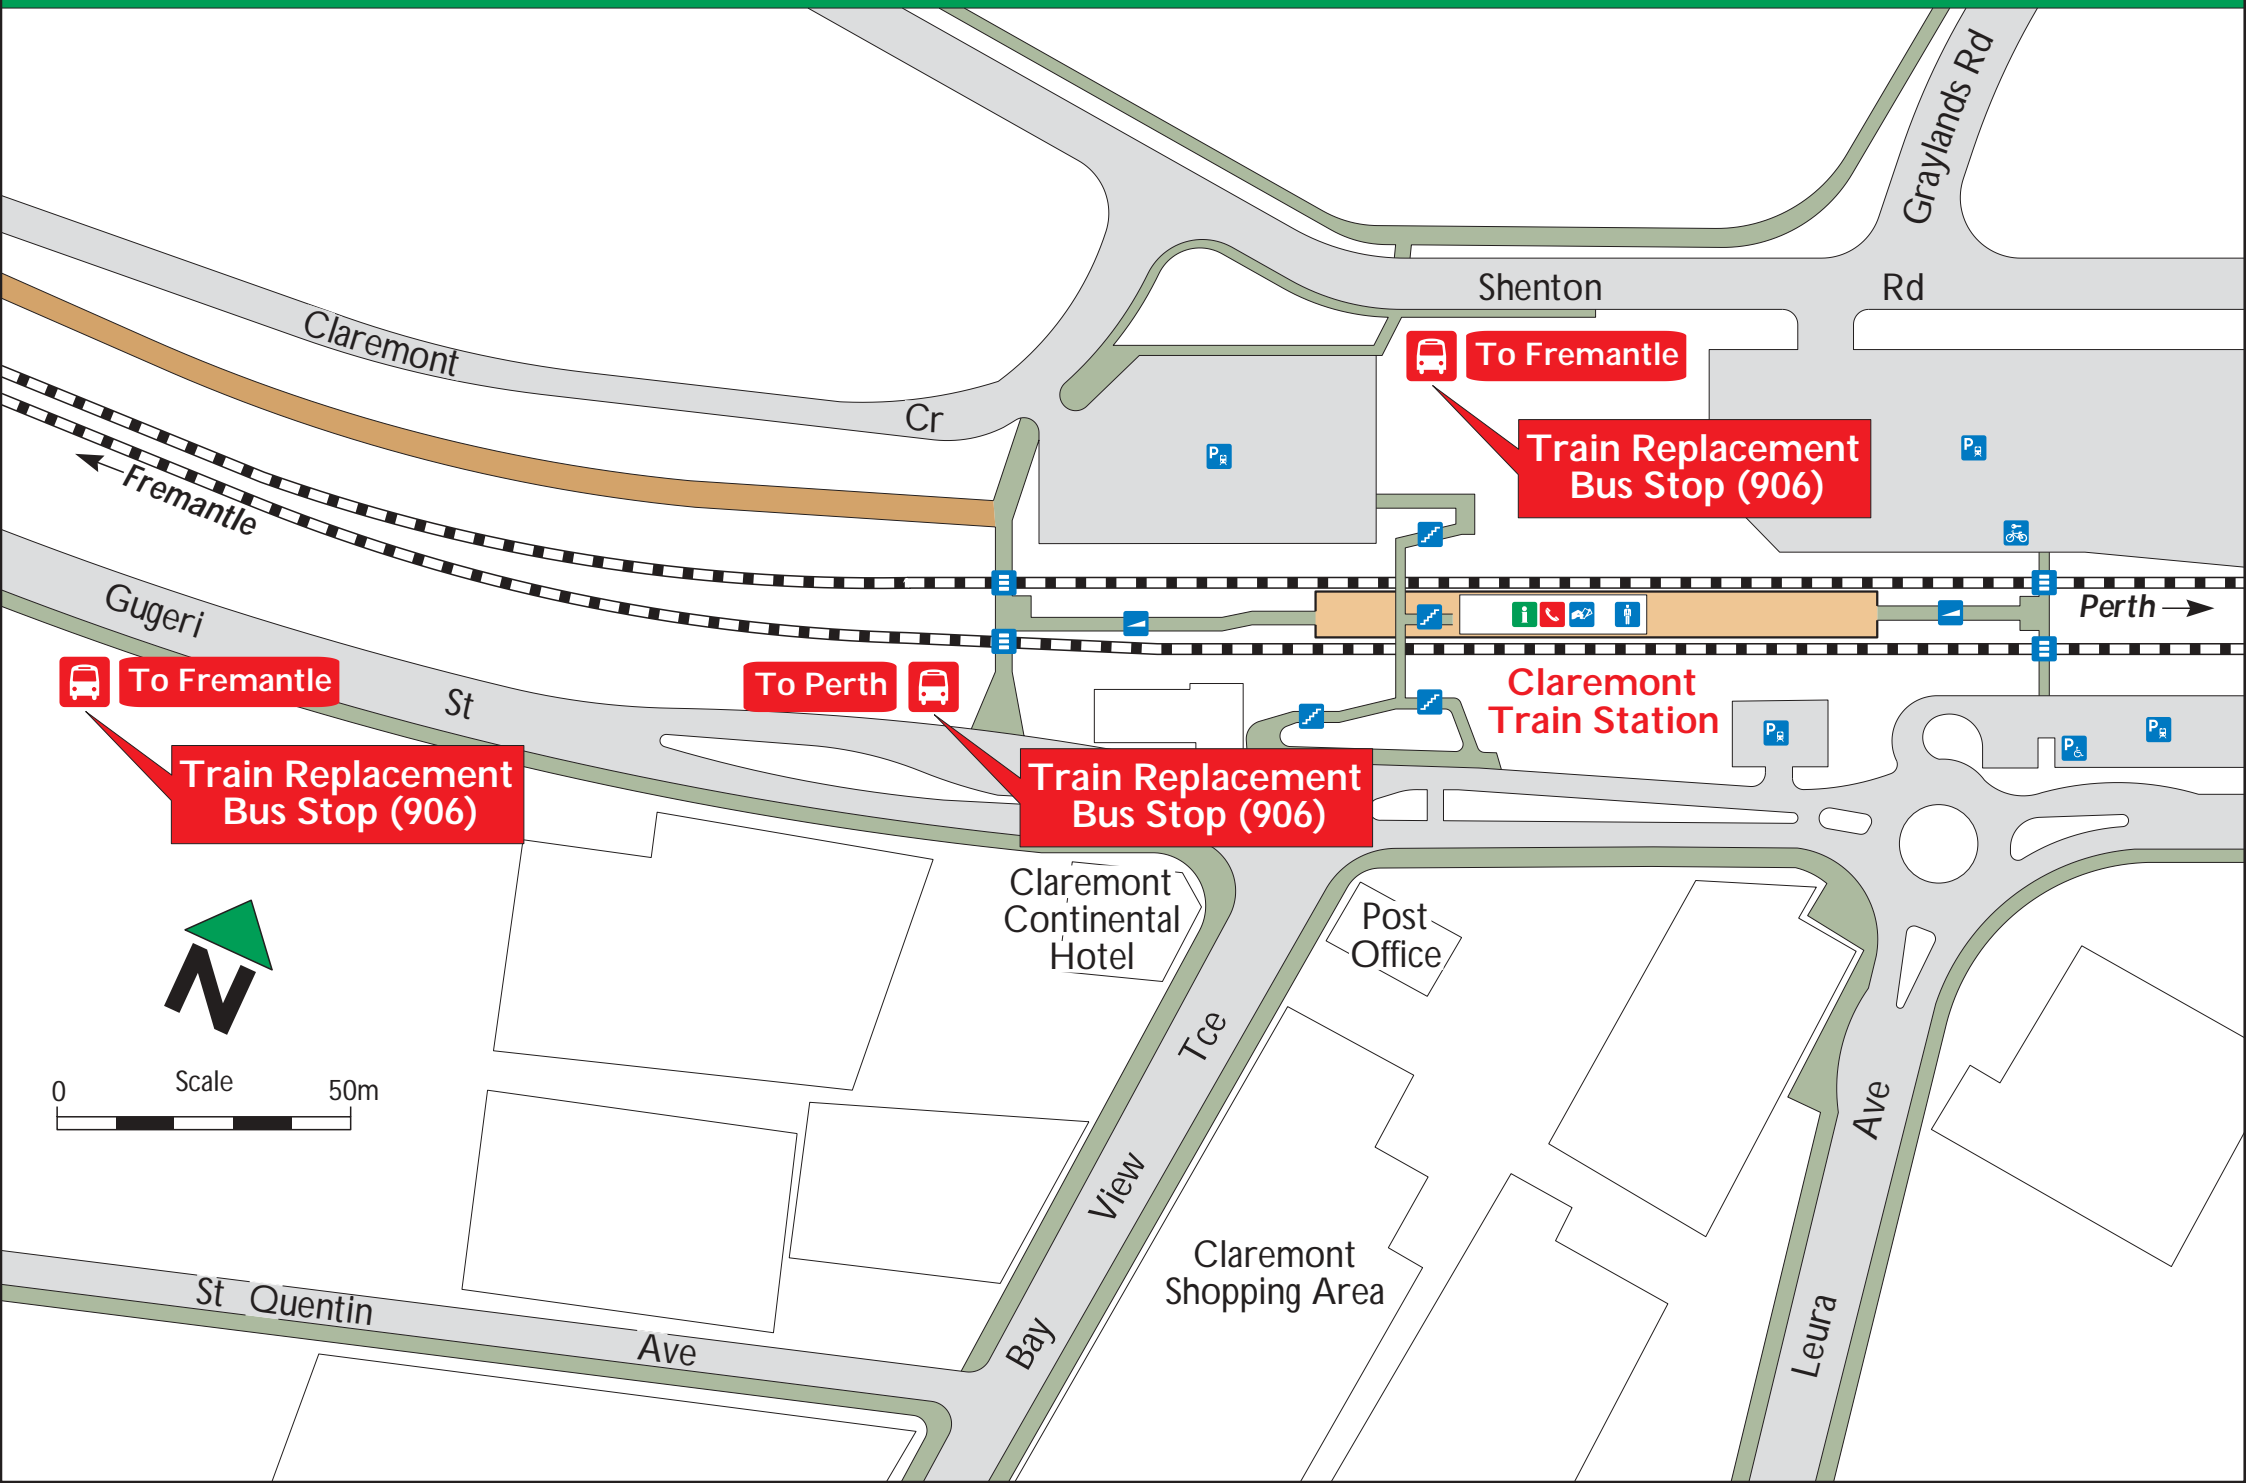 Graylands Rd
Shenton Rd
To Fremantle
Claremont Cr
Train Replacement
Bus Stop (906)
P
P
Fremantle
Perth
i
Gugeri St
To Fremantle
To Perth
Claremont
Train Station
P
P
P
Train Replacement
Bus Stop (906)
Train Replacement
Bus Stop (906)
Claremont
Continental
Hotel
Post
Office
N
0 Scale 50m
Bay View Tce
Leura Ave
Claremont
Shopping Area
St Quentin Ave